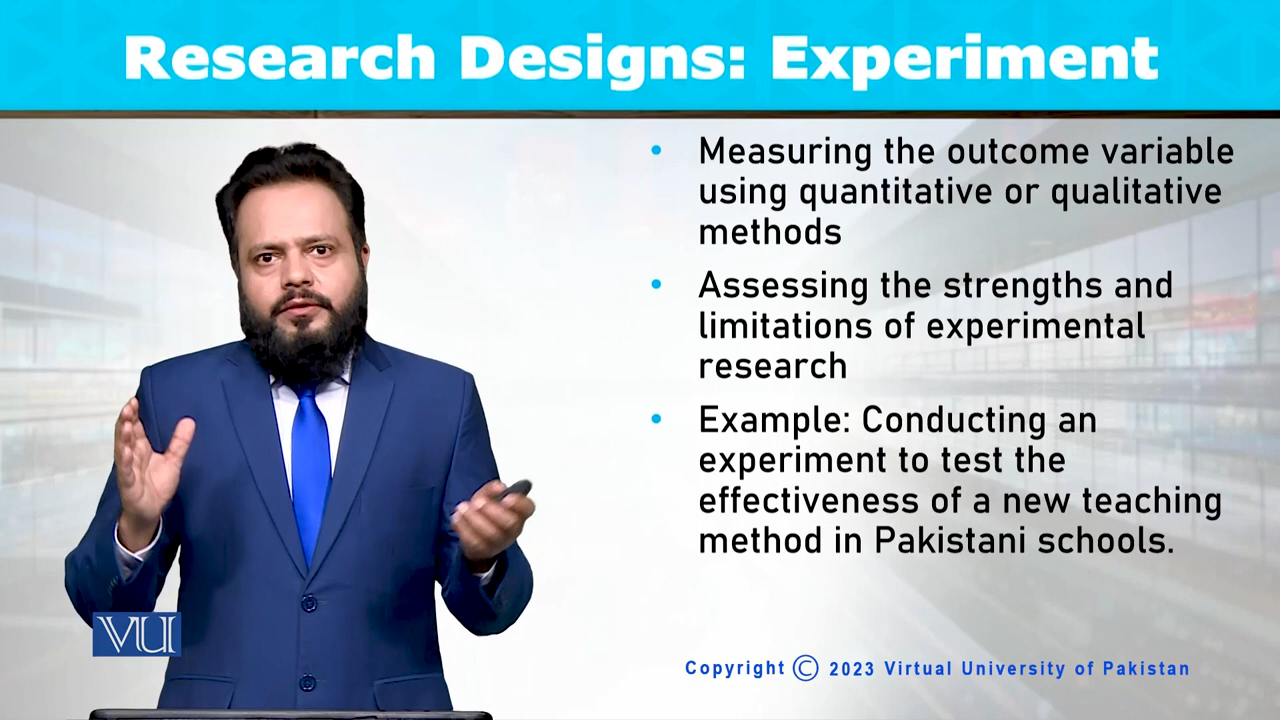 Research Designs: Experiment
• Measuring the outcome variable
using quantitative or qualitative
methods
• Assessing the strengths and
limitations of experimental
research
• Example: Conducting an
experiment to test the
effectiveness of a new teaching
method in Pakistani schools.
VU
Copyright © 2023 Virtual University of Pakistan